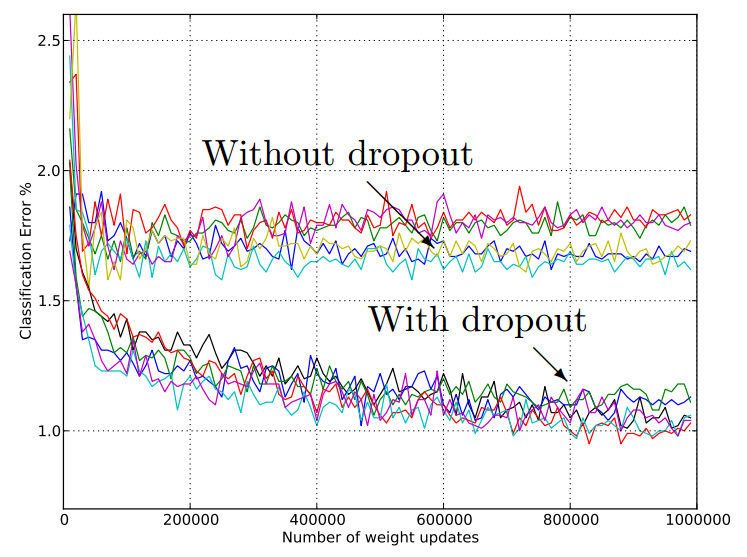 2.5
Without dropout
2.0
Classification Error %
1.5
With dropout
1.0
0 200000 400000 600000 800000 1000000
Number of weight updates